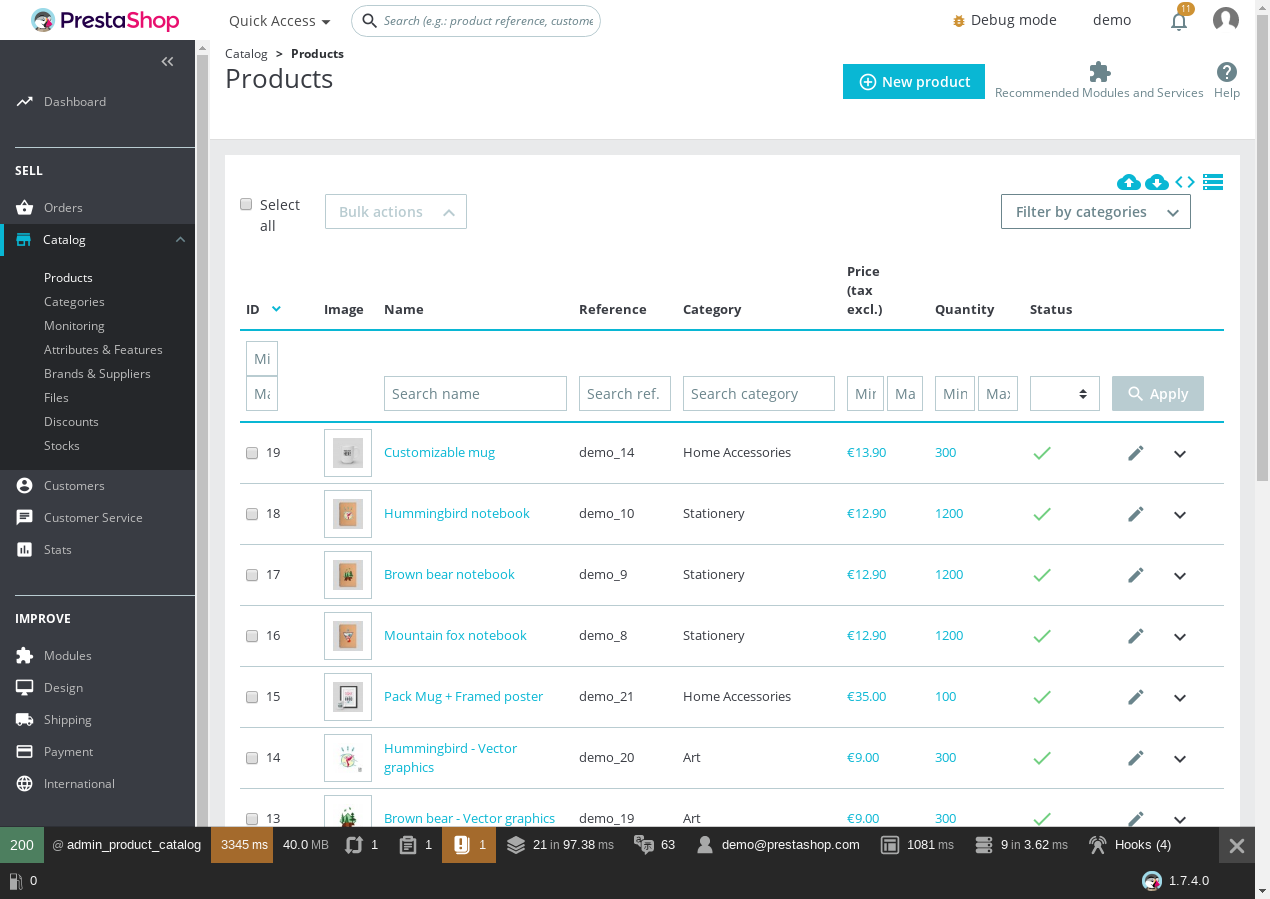 PrestaShop
Quick Access
Search (e.g.: product reference, custome
Debug mode
demo
11
Catalog > Products
Products
New product
Recommended Modules and Services
Help
Dashboard
SELL
Orders
Catalog
Products
Categories
Monitoring
Attributes & Features
Brands & Suppliers
Files
Discounts
Stocks
Customers
Customer Service
Stats
IMPROVE
Modules
Design
Shipping
Payment
International
Select
all
Bulk actions
Filter by categories
ID Image Name Reference Category Price (tax excl.) Quantity Status
Mi
Ma
Search name Search ref. Search category Min Ma Min Max Apply
19 Customizable mug demo_14 Home Accessories €13.90 300
18 Hummingbird notebook demo_10 Stationery €12.90 1200
17 Brown bear notebook demo_9 Stationery €12.90 1200
16 Mountain fox notebook demo_8 Stationery €12.90 1200
15 Pack Mug + Framed poster demo_21 Home Accessories €35.00 100
14 Hummingbird - Vector graphics demo_20 Art €9.00 300
13 Brown bear - Vector graphics demo_19 Art €9.00 300
200 @ admin_product_catalog 3345 ms 40.0 MB 1 1 1 21 in 97.38 ms 63 demo@prestashop.com 1081 ms 9 in 3.62 ms Hooks (4)
0 1.7.4.0